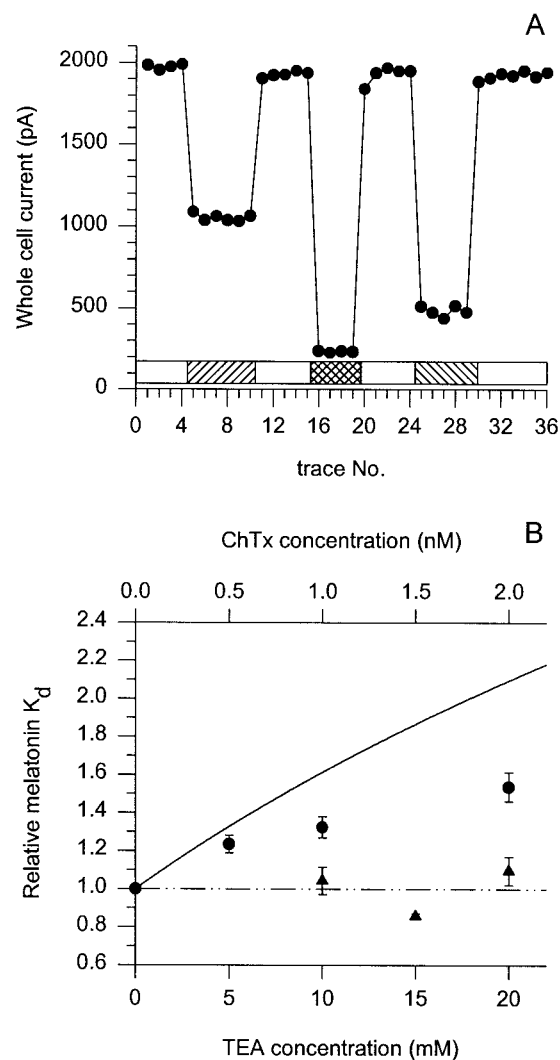 A
Whole cell current (pA)
2000
1500
1000
500
0
0 4 8 12 16 20 24 28 32 36
trace No.
B
ChTx concentration (nM)
0.0 0.5 1.0 1.5 2.0
Relative melatonin Kd
2.4
2.2
2.0
1.8
1.6
1.4
1.2
1.0
0.8
0.6
0 5 10 15 20
TEA concentration (mM)